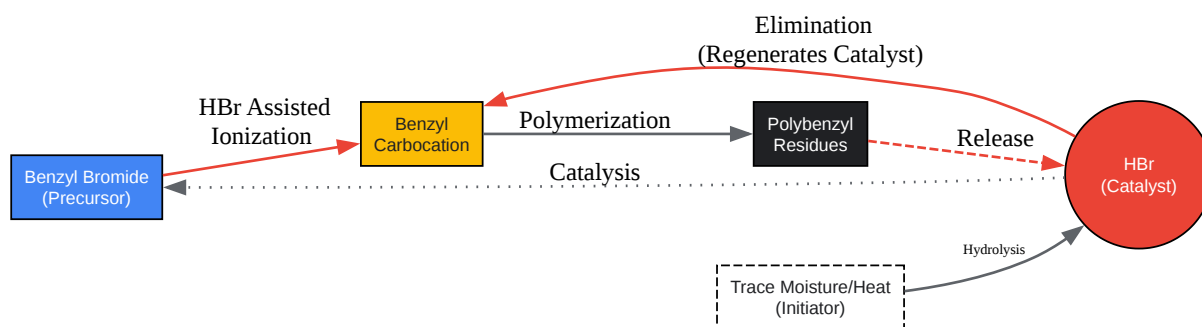 Elimination
(Regenerates Catalyst)
HBr Assisted
Ionization
Benzyl
Carbocation
Polymerization
Polybenzyl
Residues
Release
HBr
(Catalyst)
Benzyl Bromide
(Precursor)
Catalysis
Hydrolysis
Trace Moisture/Heat
(Initiator)